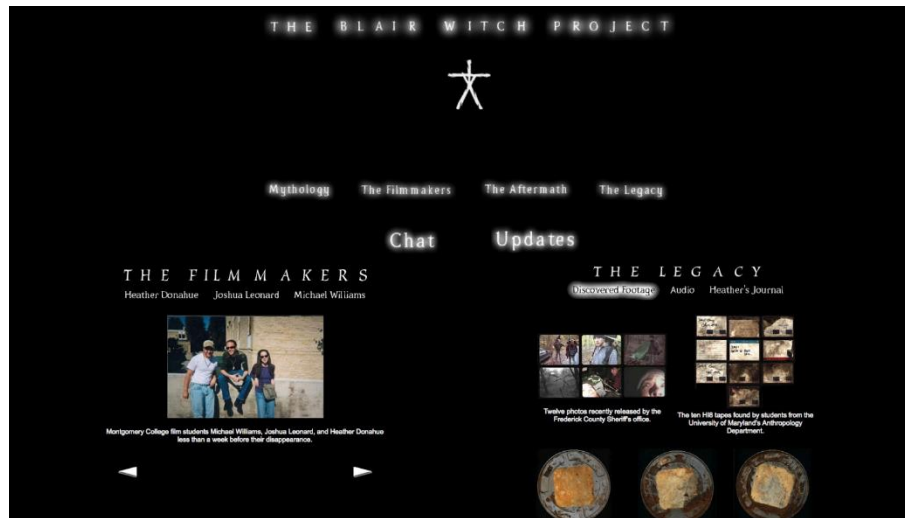 THE BLAIR WITCH PROJECT
Mythology The Filmmakers The Aftermath The Legacy
Chat Updates
THE FILMMAKERS
Heather Donahue Joshua Leonard Michael Williams
Montgomery College film students Michael Williams, Joshua Leonard, and Heather Donahue
less than a week before their disappearance.
THE LEGACY
Discovered Footage Audio Heather's Journal
Twelve photos recently released by the
Frederick County Sheriff's office.
The ten HI8 tapes found by students from the
University of Maryland's Anthropology
Department.